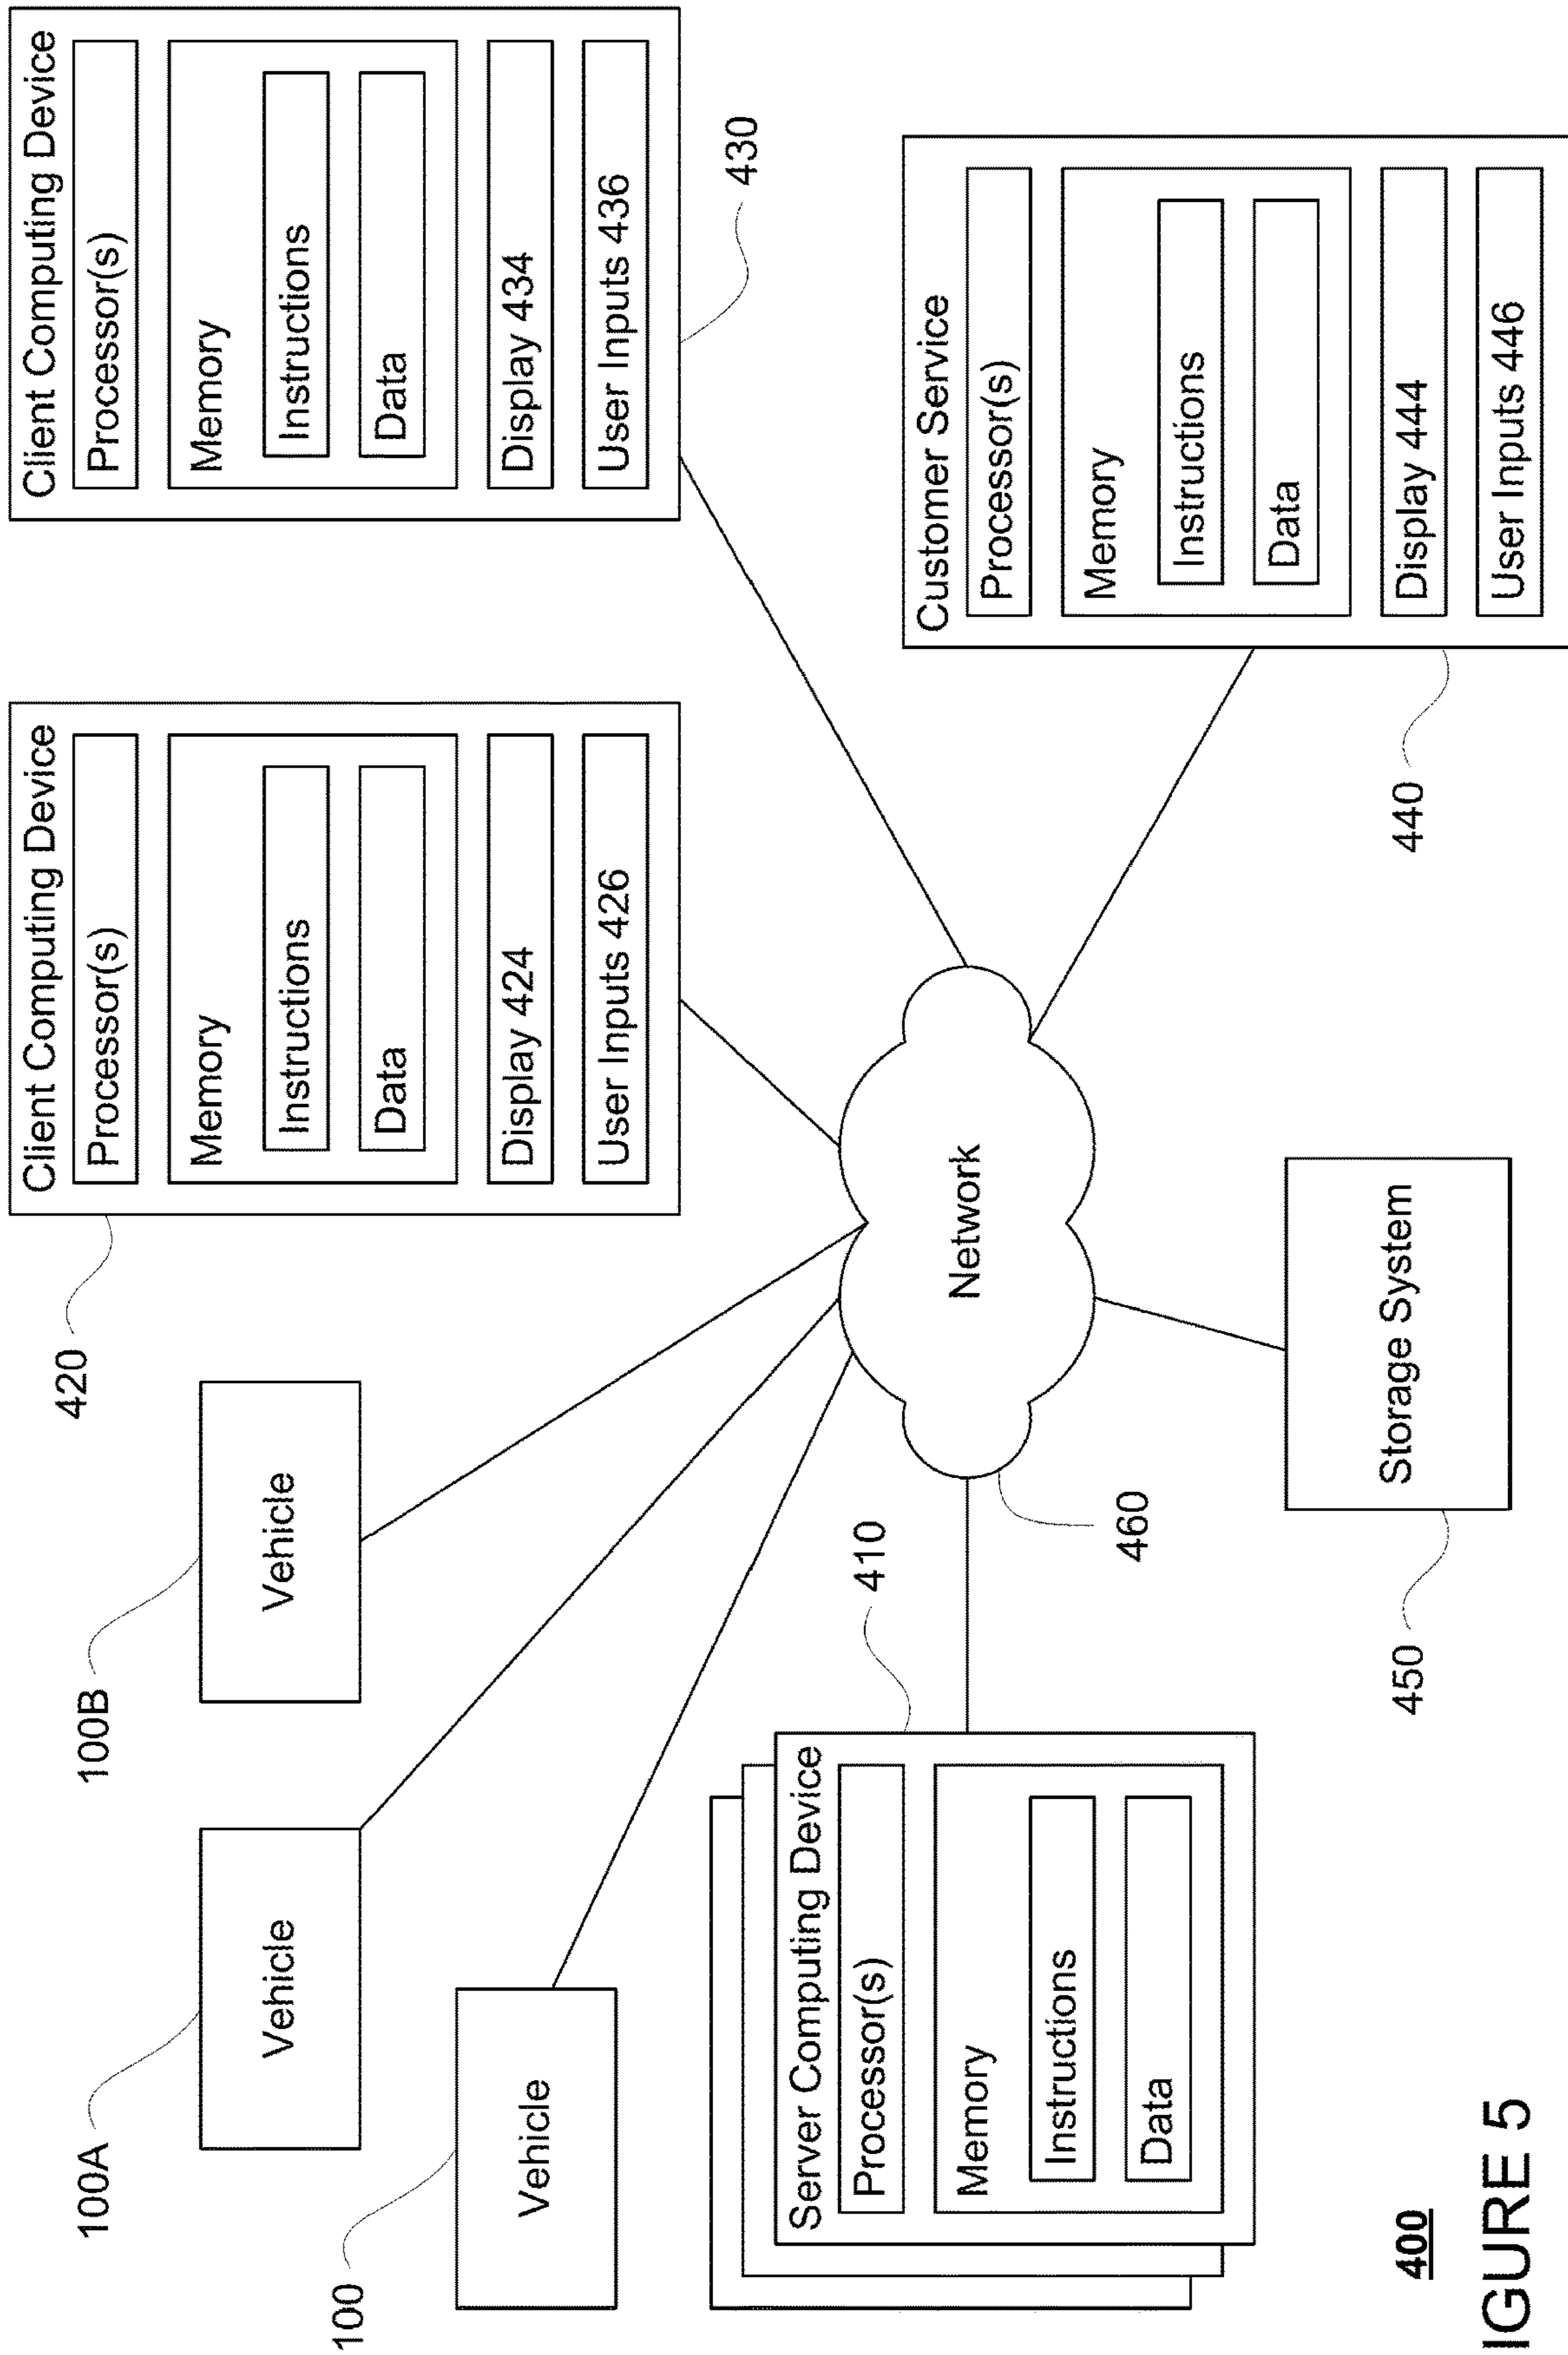 100A
Vehicle
100B
Vehicle
100
Vehicle
420
Client Computing Device
Processor(s)
Memory
Instructions
Data
Display 424
User Inputs 426
Client Computing Device
Processor(s)
Memory
Instructions
Data
Display 434
User Inputs 436
430
Server Computing Device
Processor(s)
Memory
Instructions
Data
410
Network
460
Storage System
450
Customer Service
Processor(s)
Memory
Instructions
Data
Display 444
User Inputs 446
440
400
IGURE 5